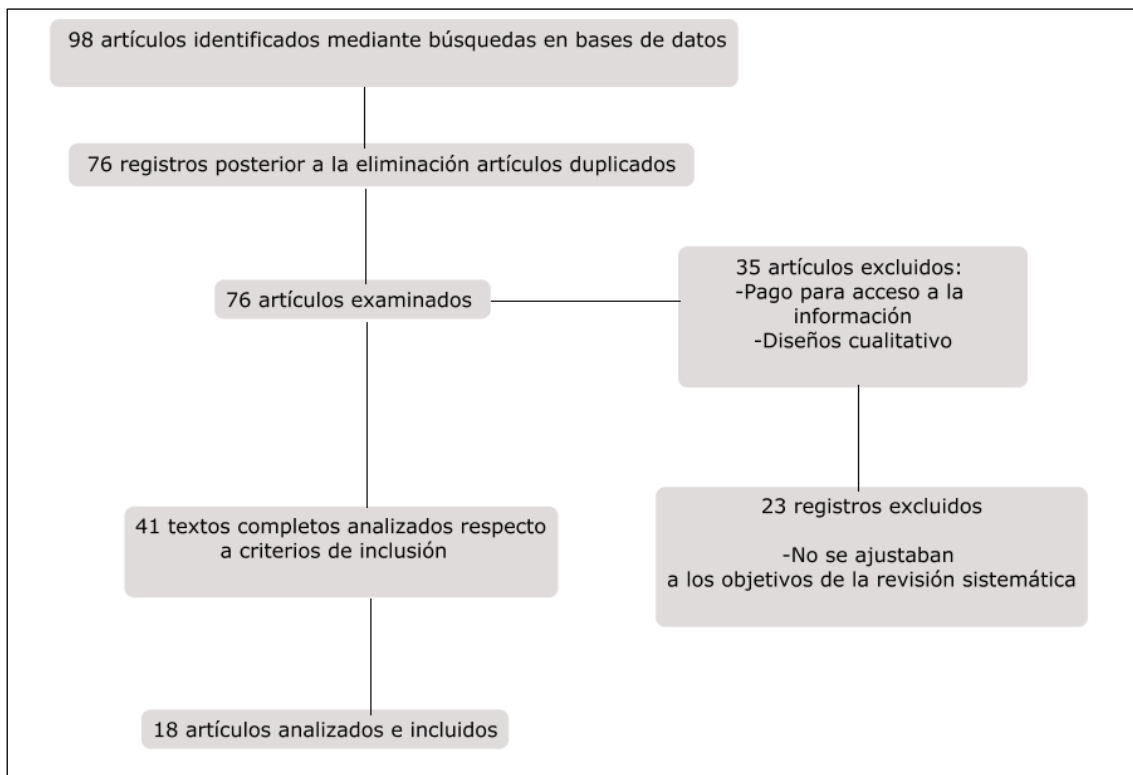 98 artículos identificados mediante búsquedas en bases de datos
76 registros posterior a la eliminación artículos duplicados
76 artículos examinados
35 artículos excluidos:
-Pago para acceso a la
información
-Diseños cualitativo
41 textos completos analizados respecto
a criterios de inclusión
23 registros excluidos
-No se ajustaban
a los objetivos de la revisión sistemática
18 artículos analizados e incluidos